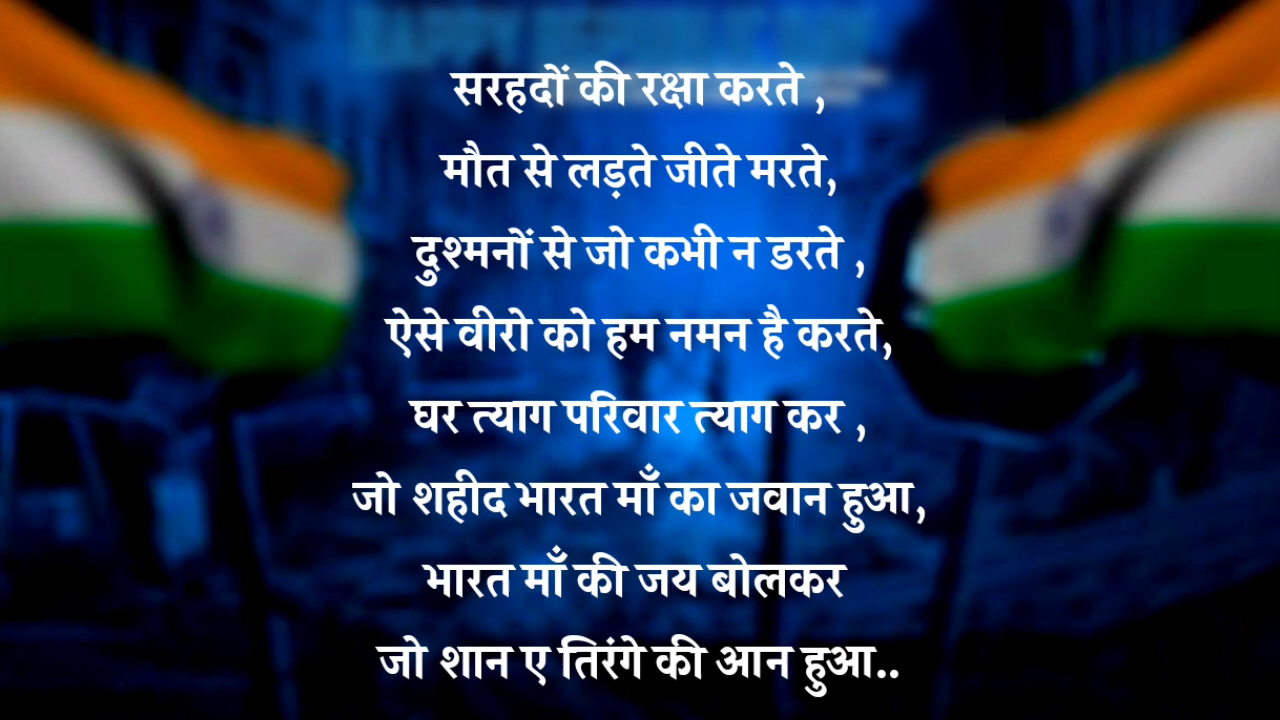 सरहदों की रक्षा करते ,
मौत से लड़ते जीते मरते,
दुश्मनों से जो कभी न डरते ,
ऐसे वीरो को हम नमन है करते,
घर त्याग परिवार त्याग कर ,
जो शहीद भारत माँ का जवान हुआ,
भारत माँ की जय बोलकर
जो शान ए तिरंगे की आन हुआ..